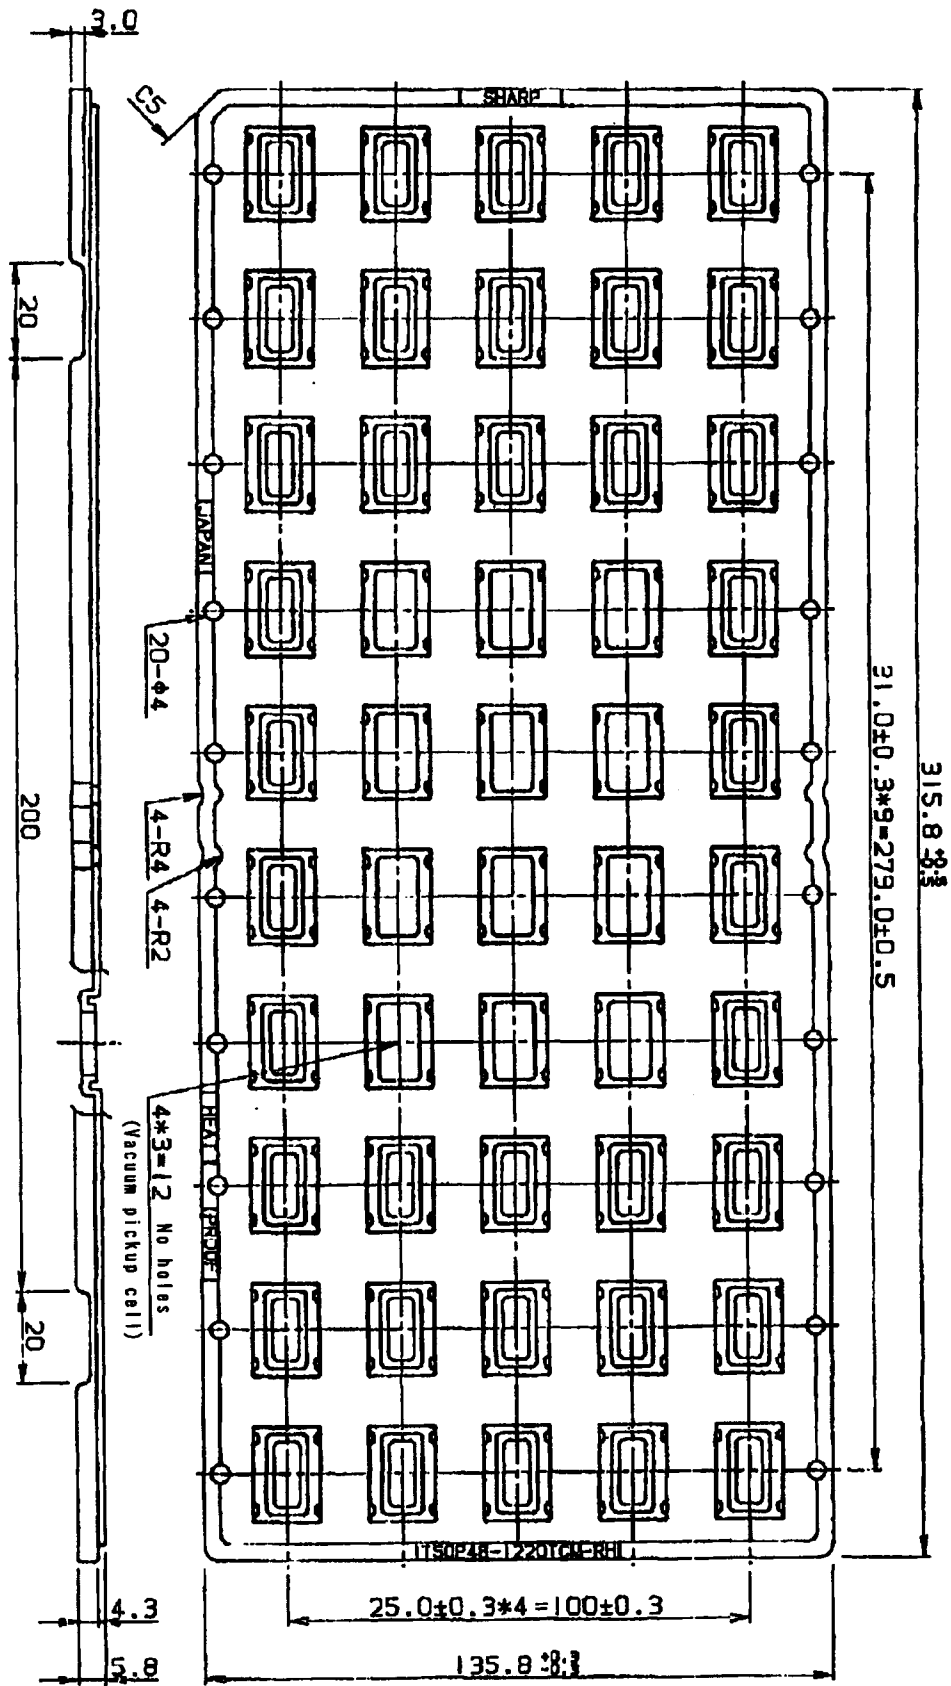 3.0
C5
SHARP
20
JAPAN
20-φ4
200
4-R4
4-R2
31.0±0.3*9=279.0±0.5
315.8
HEAT PROOF
4*3=12 No holes
(Vacuum pickup cell)
20
TSOP48-1220TCM-RH
4.3
25.0±0.3*4=100±0.3
5.8
135.8